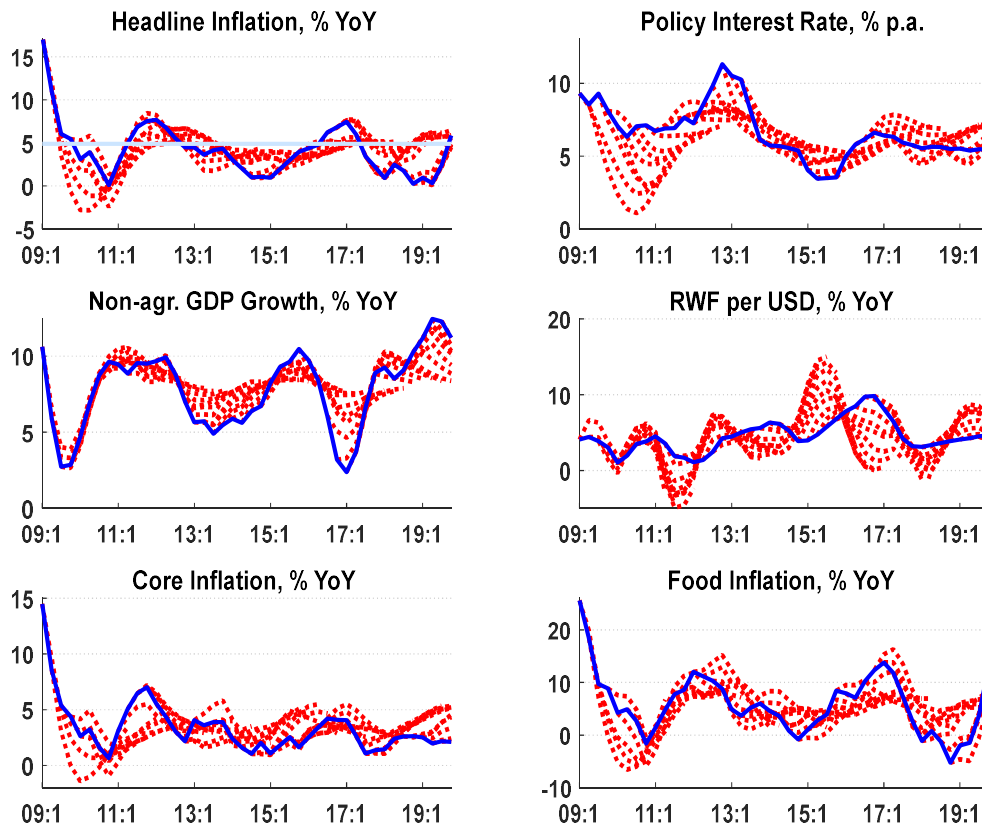 Headline Inflation, % YoY
15
10
5
0
-5
09:1 11:1 13:1 15:1 17:1 19:1
Policy Interest Rate, % p.a.
10
5
0
09:1 11:1 13:1 15:1 17:1 19:1
Non-agr. GDP Growth, % YoY
10
5
0
09:1 11:1 13:1 15:1 17:1 19:1
RWF per USD, % YoY
20
10
0
09:1 11:1 13:1 15:1 17:1 19:1
Core Inflation, % YoY
15
10
5
0
09:1 11:1 13:1 15:1 17:1 19:1
Food Inflation, % YoY
20
10
0
-10
09:1 11:1 13:1 15:1 17:1 19:1